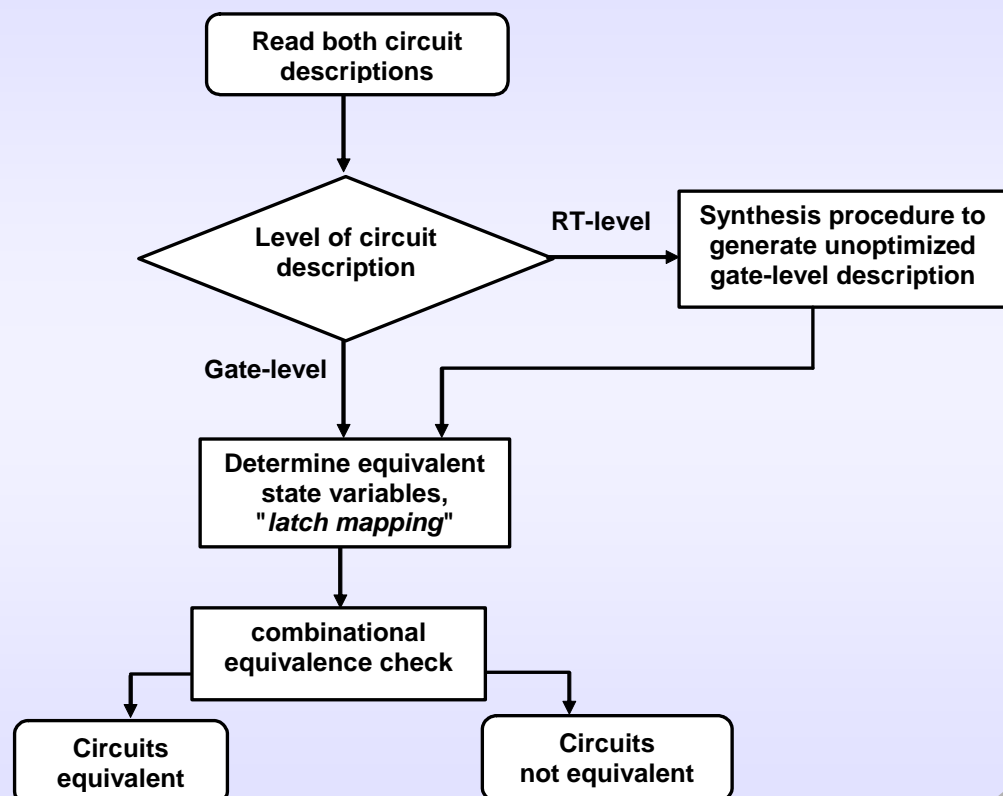 Read both circuit
descriptions
Level of circuit
description
RT-level
Synthesis procedure to
generate unoptimized
gate-level description
Gate-level
Determine equivalent
state variables,
"latch mapping"
combinational
equivalence check
Circuits
equivalent
Circuits
not equivalent